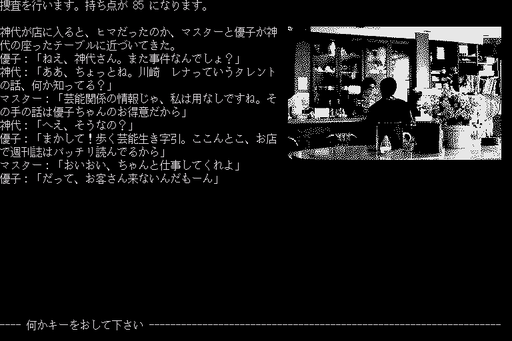 捜査を行います。持ち点が 85 になります。
神代が店に入ると、ヒマだったのか、マスターと優子が神
代の座ったテーブルに近づいてきた。
優子：「ねえ、神代さん。また事件なんでしょ？」
神代：「ああ、ちょっとね。川崎　レナっていうタレント
の話、何か知ってる？」
マスター：「芸能関係の情報じゃ、私は用なしですね。そ
の手の話は優子ちゃんのお得意だから」
神代：「へえ、そうなの？」
優子：「まかして！歩く芸能生き字引。ここんとこ、お店
で週刊誌はバッチリ読んでるから」
マスター：「おいおい、ちゃんと仕事してくれよ」
優子：「だって、お客さん来ないんだもーん」
---- 何かキーをおして下さい ----